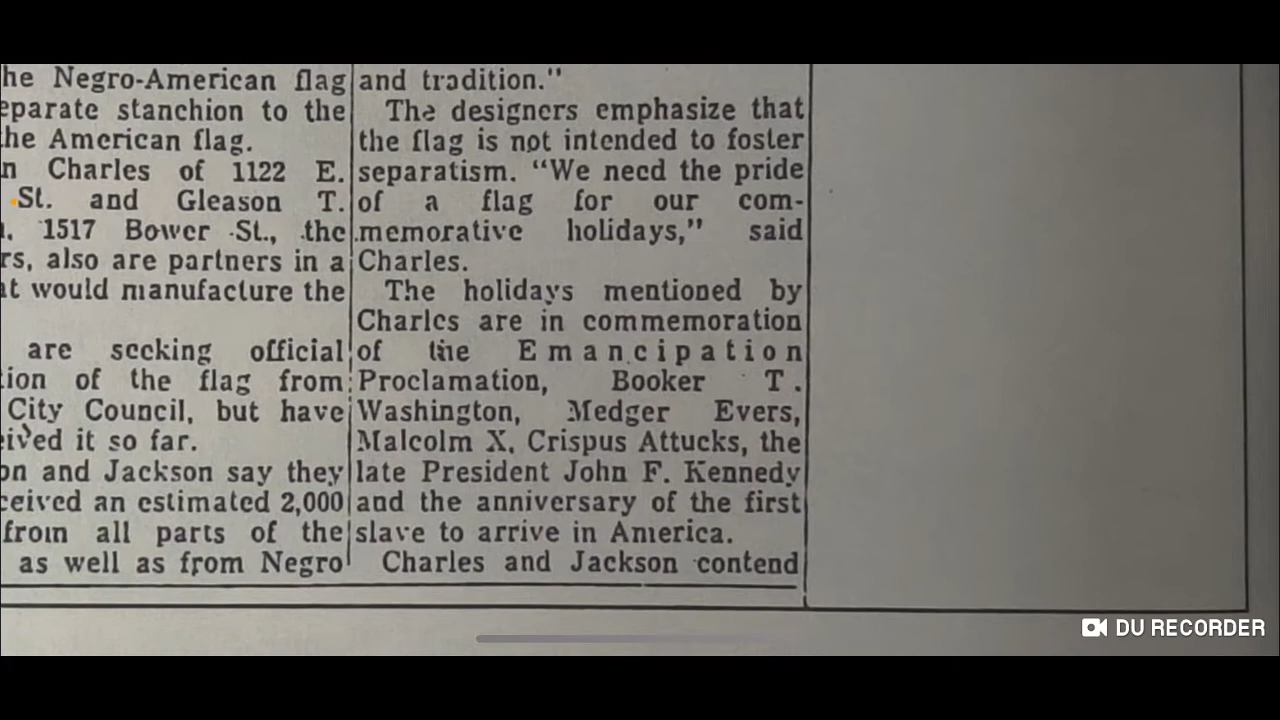 he Negro-American flag
eparate stanchion to the
he American flag.
n Charles of 1122 E.
St. and Gleason T.
1517 Bower St., the
rs, also are partners in a
at would manufacture the
are seeking official
ion of the flag from
City Council, but have
eived it so far.
on and Jackson say they
ceived an estimated 2,000
from all parts of the
as well as from Negro
and tradition."
The designers emphasize that
the flag is not intended to foster
separatism. "We need the pride
of a flag for our com-
memorative holidays," said
Charles.
The holidays mentioned by
Charles are in commemoration
of the Emancipation
Proclamation, Booker T.
Washington, Medger Evers,
Malcolm X, Crispus Attucks, the
late President John F. Kennedy
and the anniversary of the first
slave to arrive in America.
Charles and Jackson contend
DU RECORDER